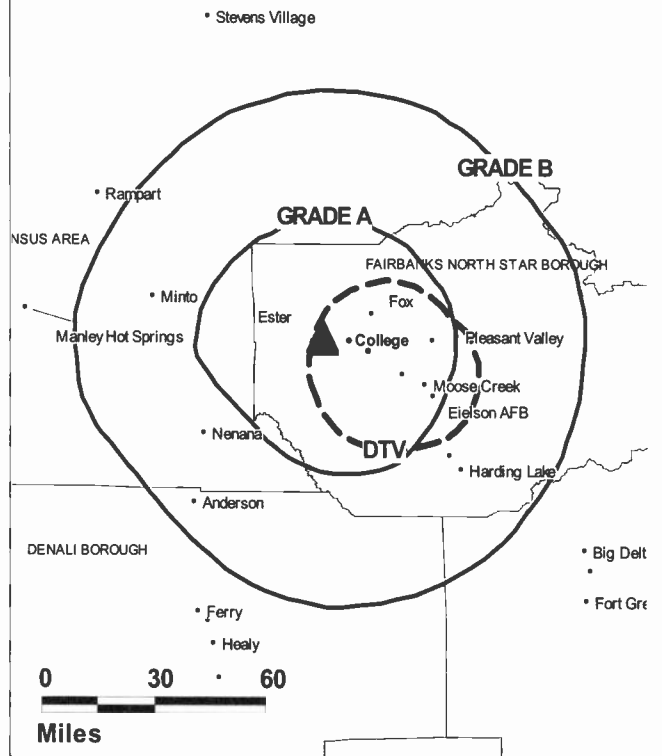 Stevens Village
GRADE B
Rampart
GRADE A
NSUS AREA
FAIRBANKS NORTH STAR BOROUGH
Minto
Fox
Ester
Manley Hot Springs
College
Pleasant Valley
Moose Creek
Eielson AFB
Nenana
DTV
Harding Lake
Anderson
DENALI BOROUGH
Big Delt
Fort Gre
Ferry
Healy
0 30 60
Miles